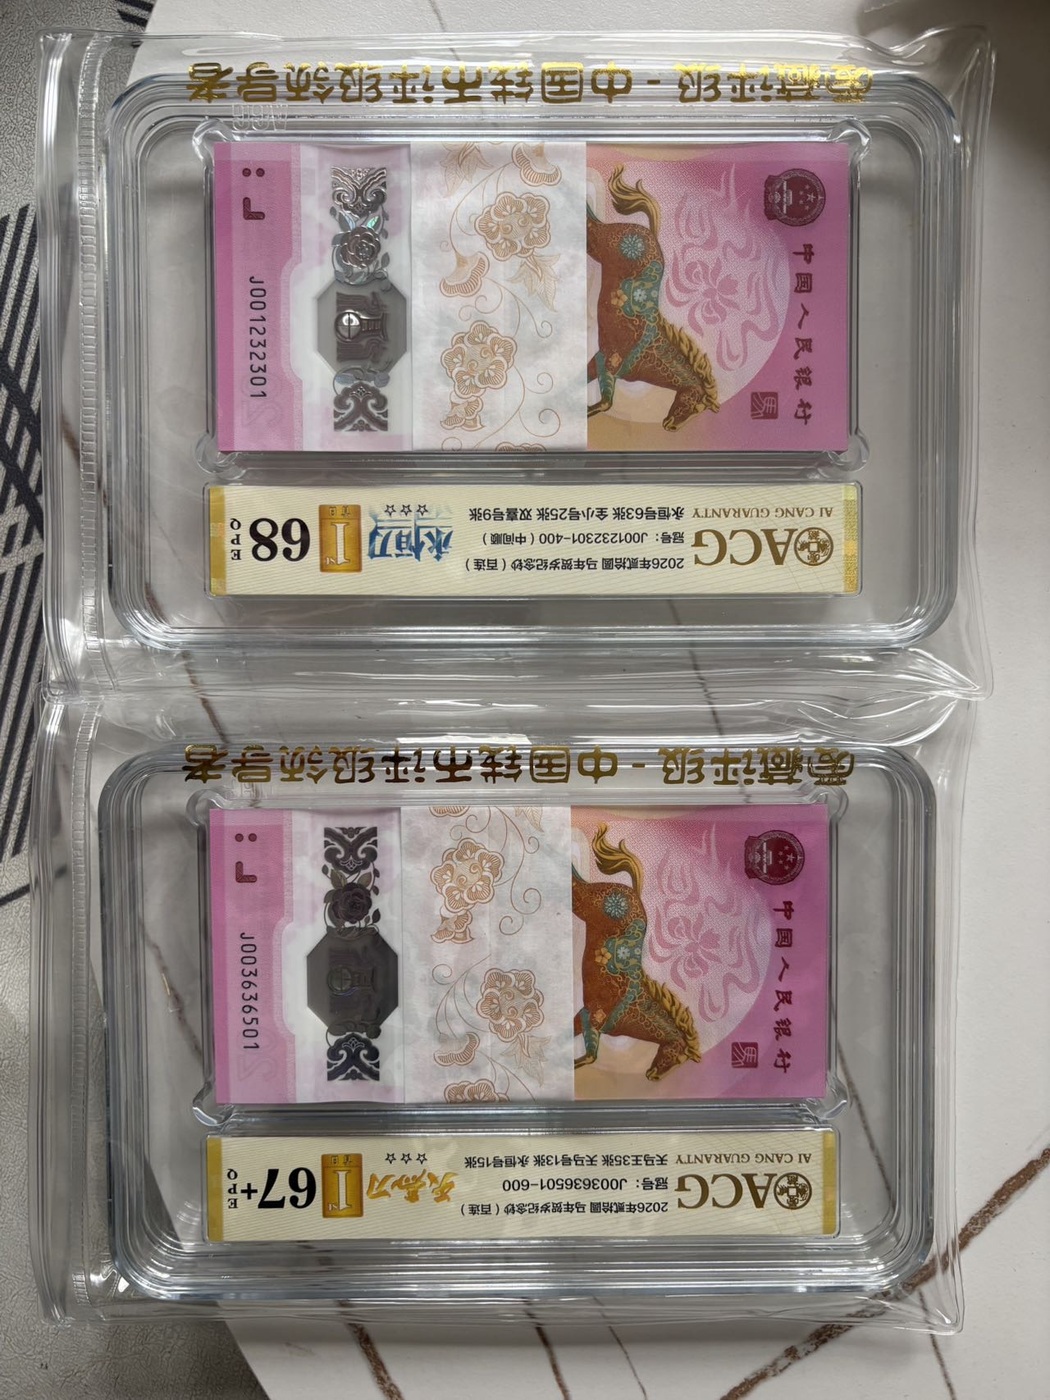 爱藏评级 - 中国钱币评级领导者
中国人民银行
J001232301
ACG
AI CANG GUARANTY
2026年贰拾圆 马年贺岁纪念钞（百连）
冠号：J001232301-400（中间顺）
永恒号63张 全小号25张 双喜号9张
永恒刀
☆☆☆☆
1ST
首日
68
EPQ
爱藏评级 - 中国钱币评级领导者
中国人民银行
J003636501
ACG
AI CANG GUARANTY
2026年贰拾圆 马年贺岁纪念钞（百连）
冠号：J003636501-600
天马王35张 天马号13张 永恒号15张
☆☆☆☆
1ST
首日
67+
EPQ